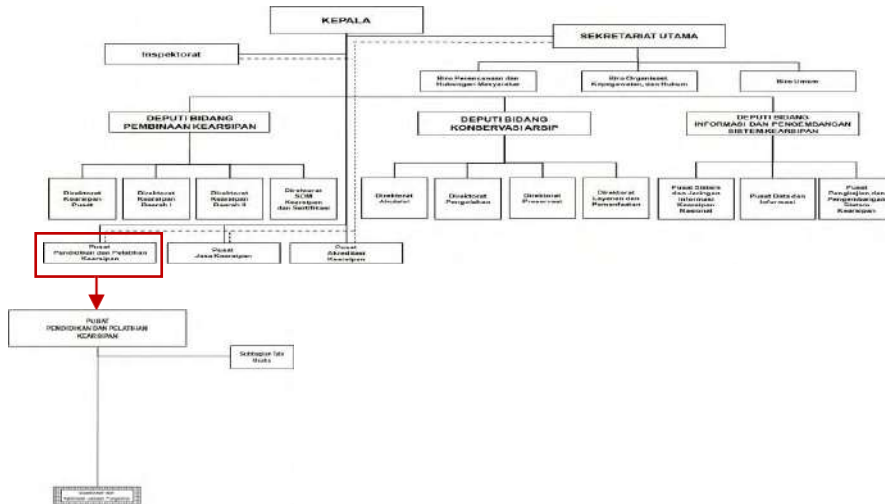 KEPALA
SEKRETARIAT UTAMA
Inspektorat
Biro Perencanaan dan
Hubungan Masyarakat
Biro Organisasi,
Kepegawaian, dan Hukum
Biro Umum
DEPUTI BIDANG
PEMBINAAN KEARSIPAN
DEPUTI BIDANG
KONSERVASI ARSIP
DEPUTI BIDANG
INFORMASI DAN PENGEMBANGAN
SISTEM KEARSIPAN
Direktorat
Kearsipan
Pusat
Direktorat
Kearsipan
Daerah I
Direktorat
Kearsipan
Daerah II
Direktorat
SDM
Kearsipan
dan Sertifikasi
Direktorat
Akuisisi
Direktorat
Pengolahan
Direktorat
Preservasi
Direktorat
Layanan dan
Pemanfaatan
Pusat Sistem
dan Jaringan
Informasi
Kearsipan
Nasional
Pusat Data dan
Informasi
Pusat
Pengkajian dan
Pengembangan
Sistem
Kearsipan
Pusat
Pendidikan dan Pelatihan
Kearsipan
Pusat
Jasa Kearsipan
Pusat
Akreditasi
Kearsipan
PUSAT
PENDIDIKAN DAN PELATIHAN
KEARSIPAN
Subbagian Tata
Usaha